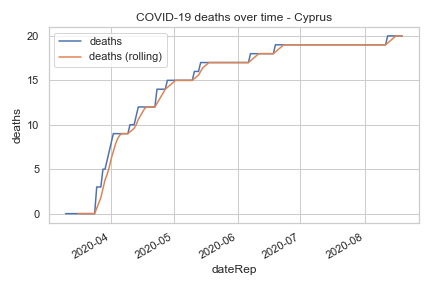 COVID-19 deaths over time - Cyprus
deaths
deaths (rolling)
20
15
10
5
0
deaths
2020-04
2020-05
2020-06
2020-07
2020-08
dateRep